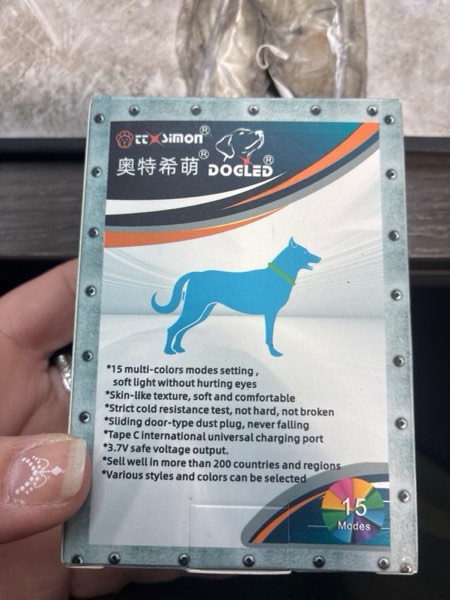 ttxSimon®
奥特希萌® DOGLED®
*15 multi-colors modes setting ,
soft light without hurting eyes
*Skin-like texture, soft and comfortable
*Strict cold resistance test, not hard, not broken
*Sliding door-type dust plug, never falling
*Tape C international universal charging port
*3.7V safe voltage output.
*Sell well in more than 200 countries and regions
*Various styles and colors can be selected
15
Modes